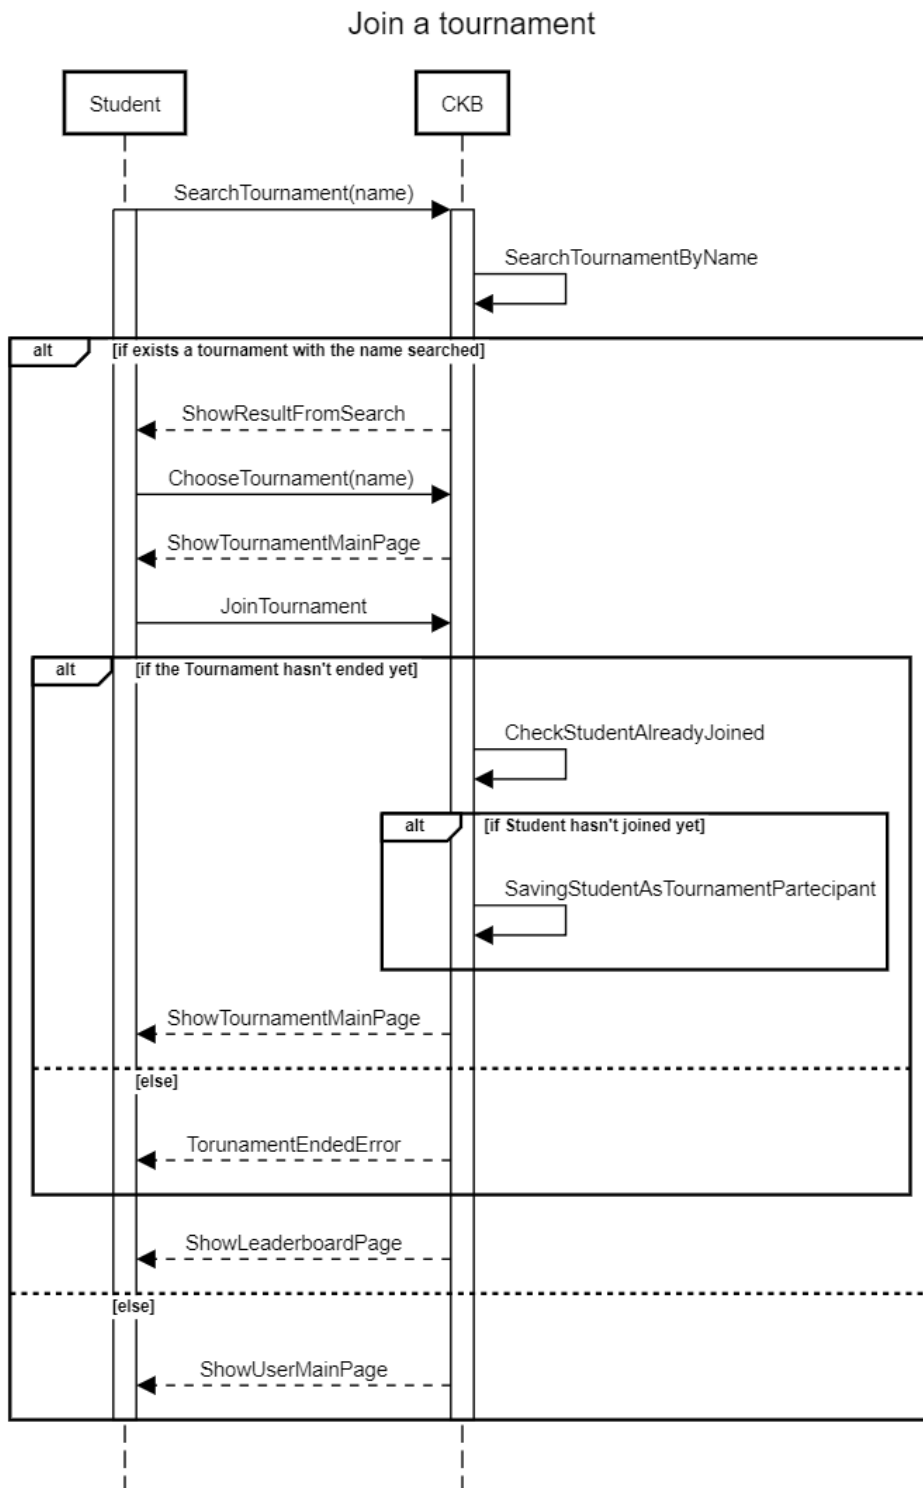 Join a tournament
Student
CKB
SearchTournament(name)
SearchTournamentByName
alt
[if exists a tournament with the name searched]
ShowResultFromSearch
ChooseTournament(name)
ShowTournamentMainPage
JoinTournament
alt
[if the Tournament hasn't ended yet]
CheckStudentAlreadyJoined
alt
[if Student hasn't joined yet]
SavingStudentAsTournamentPartecipant
ShowTournamentMainPage
[else]
TorunamentEndedError
ShowLeaderboardPage
[else]
ShowUserMainPage